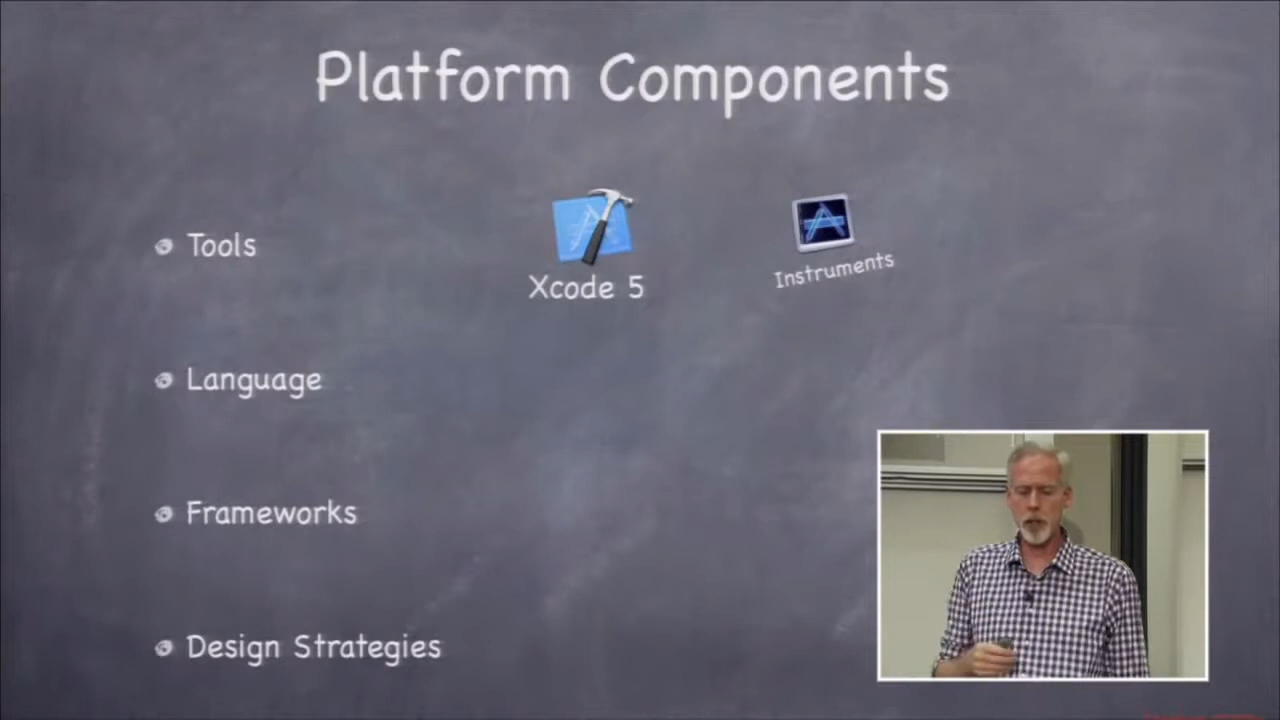 Platform Components
Tools
Xcode 5
Instruments
Language
Frameworks
Design Strategies